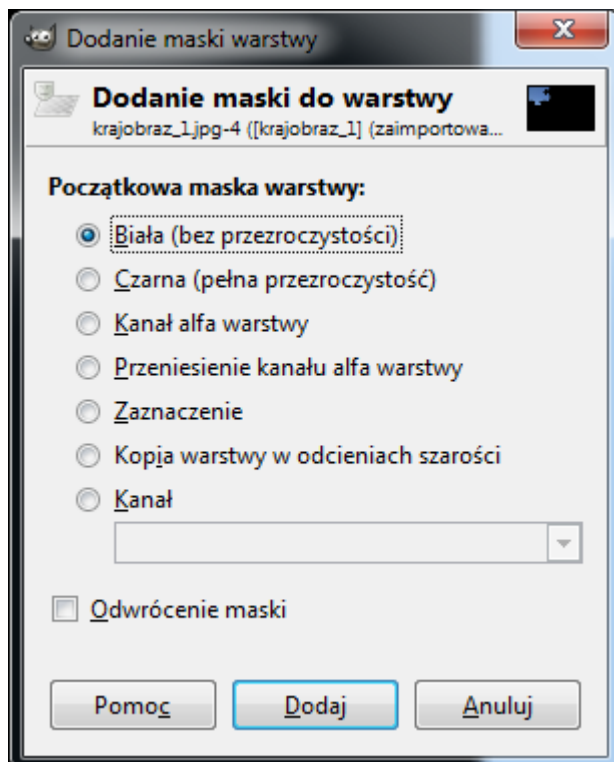 Dodanie maski warstwy
Dodanie maski do warstwy
krajobraz_1.jpg-4 ([krajobraz_1] (zaimportowa...
Początkowa maska warstwy:
Biała (bez przezroczystości)
Czarna (pełna przezroczystość)
Kanał alfa warstwy
Przeniesienie kanału alfa warstwy
Zaznaczenie
Kopia warstwy w odcieniach szarości
Kanał
Odwrócenie maski
Pomoc Dodaj Anuluj